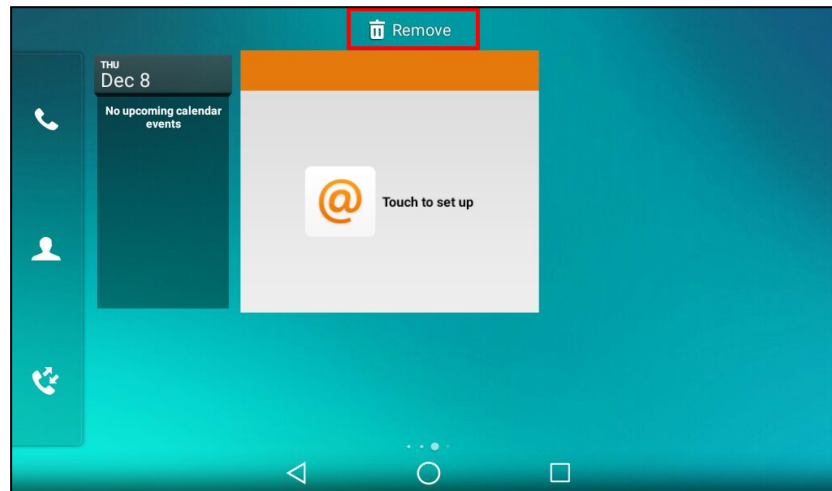 Remove
THU
Dec 8
No upcoming calendar
events
@
Touch to set up